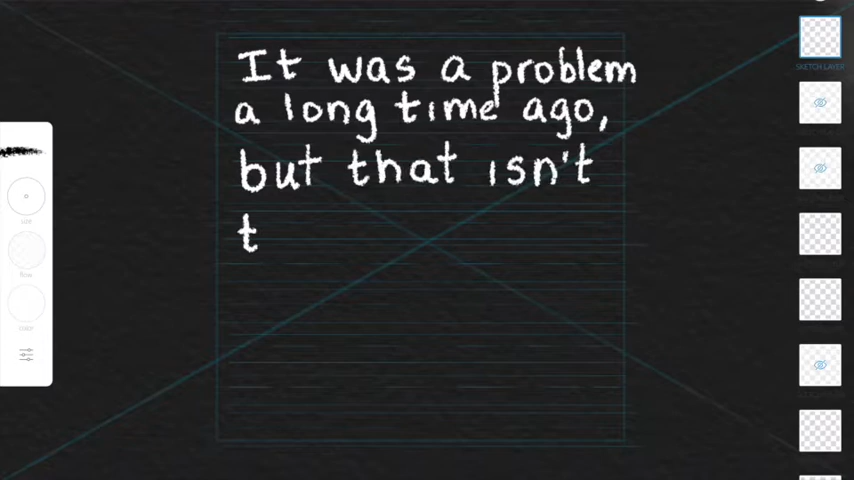 It was a problem
a long time ago,
but that isn't
t
SKETCH LAYER